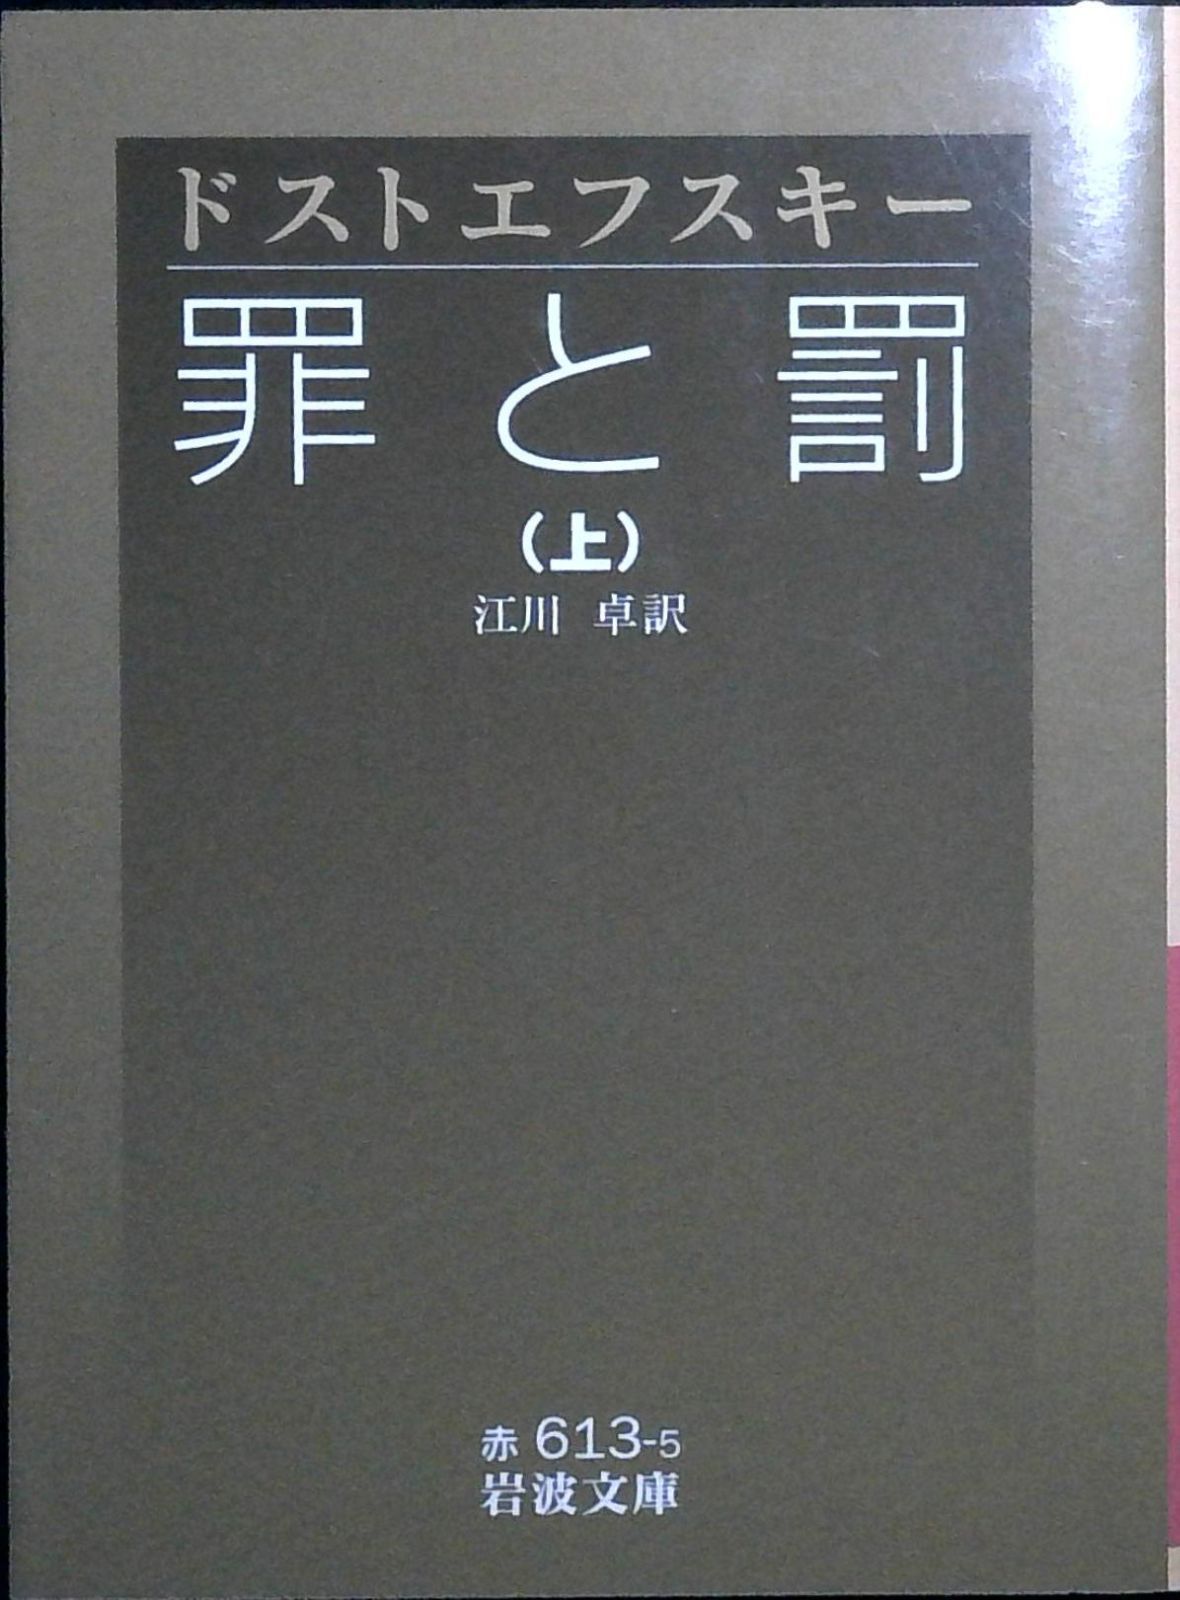 ドストエフスキー
罪と罰
(上)
江川 卓訳
赤 613-5
岩波文庫